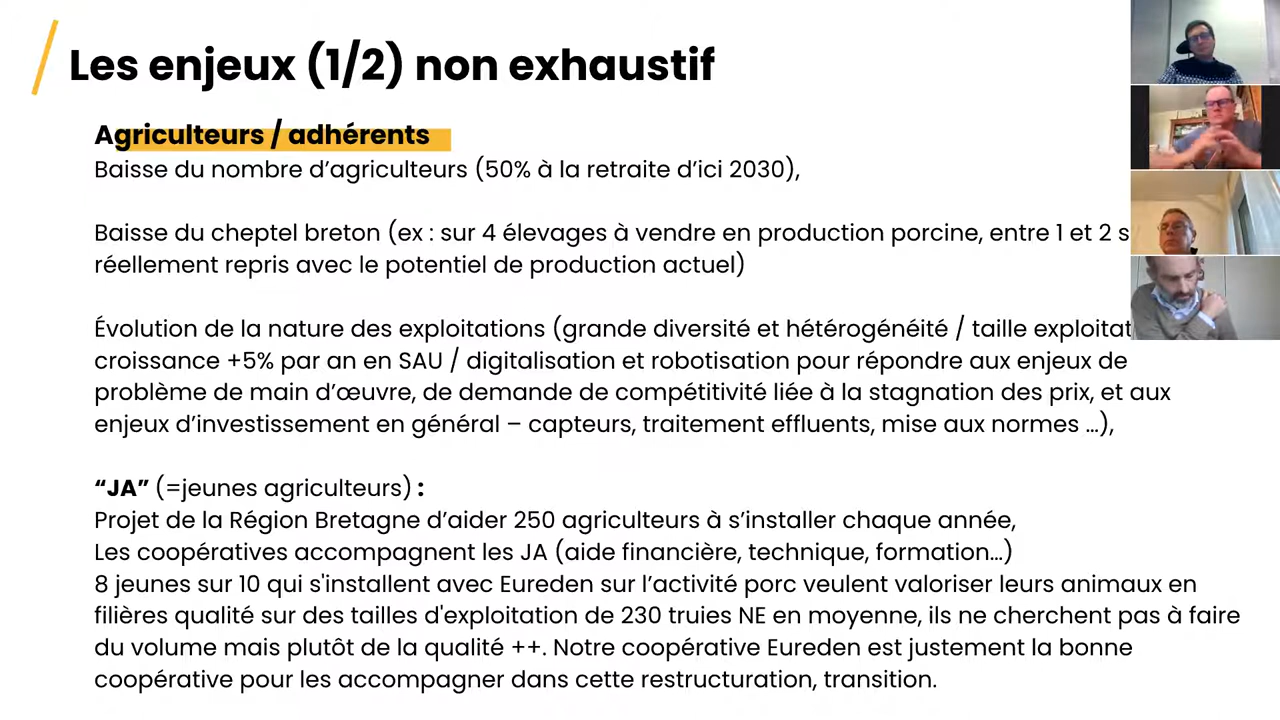 Les enjeux (1/2) non exhaustif
Agriculteurs / adhérents
Baisse du nombre d’agriculteurs (50% à la retraite d’ici 2030),
Baisse du cheptel breton (ex : sur 4 élevages à vendre en production porcine, entre 1 et 2 s
réellement repris avec le potentiel de production actuel)
Évolution de la nature des exploitations (grande diversité et hétérogénéité / taille exploitat
croissance +5% par an en SAU / digitalisation et robotisation pour répondre aux enjeux de
problème de main d’œuvre, de demande de compétitivité liée à la stagnation des prix, et aux
enjeux d’investissement en général – capteurs, traitement effluents, mise aux normes …),
“JA” (=jeunes agriculteurs) :
Projet de la Région Bretagne d’aider 250 agriculteurs à s’installer chaque année,
Les coopératives accompagnent les JA (aide financière, technique, formation…)
8 jeunes sur 10 qui s'installent avec Eureden sur l’activité porc veulent valoriser leurs animaux en
filières qualité sur des tailles d'exploitation de 230 truies NE en moyenne, ils ne cherchent pas à faire
du volume mais plutôt de la qualité ++. Notre coopérative Eureden est justement la bonne
coopérative pour les accompagner dans cette restructuration, transition.